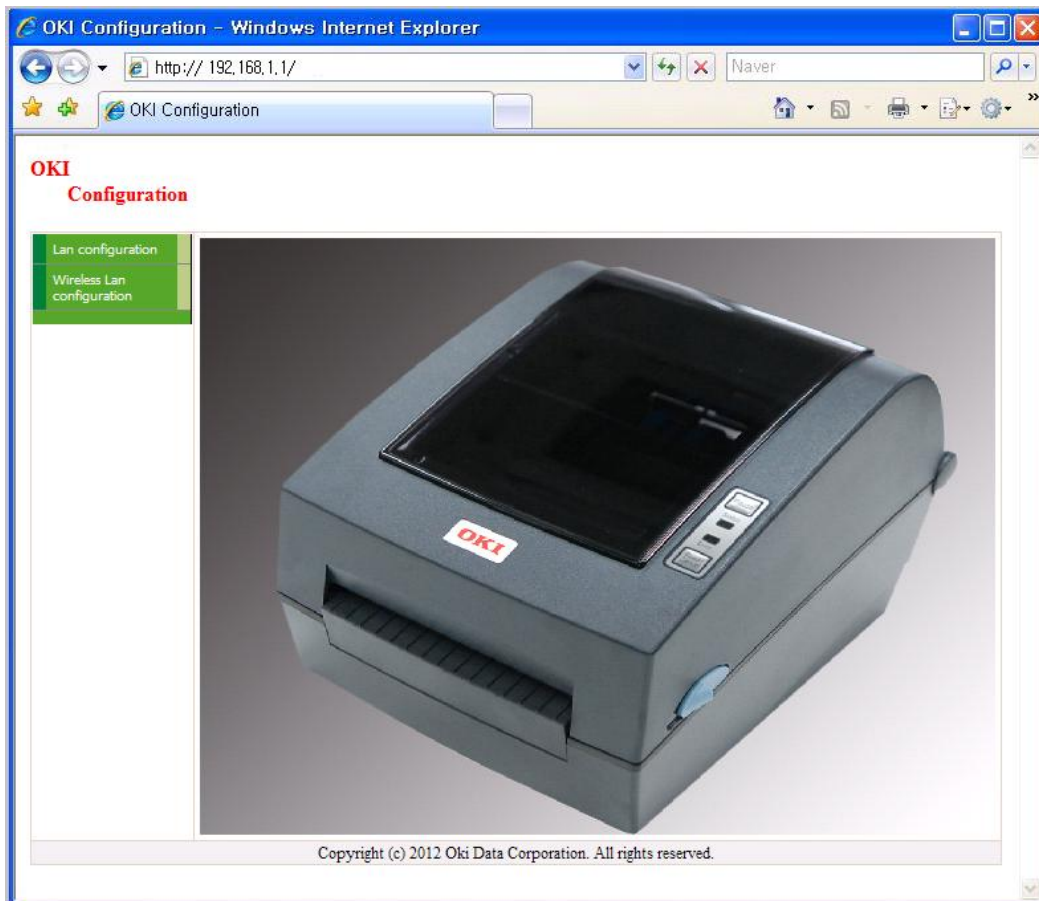 OKI Configuration - Windows Internet Explorer
http:// 192,168,1,1/
Naver
OKI Configuration
OKI
Configuration
Lan configuration
Wireless Lan
configuration
OKI
Copyright (c) 2012 Oki Data Corporation. All rights reserved.